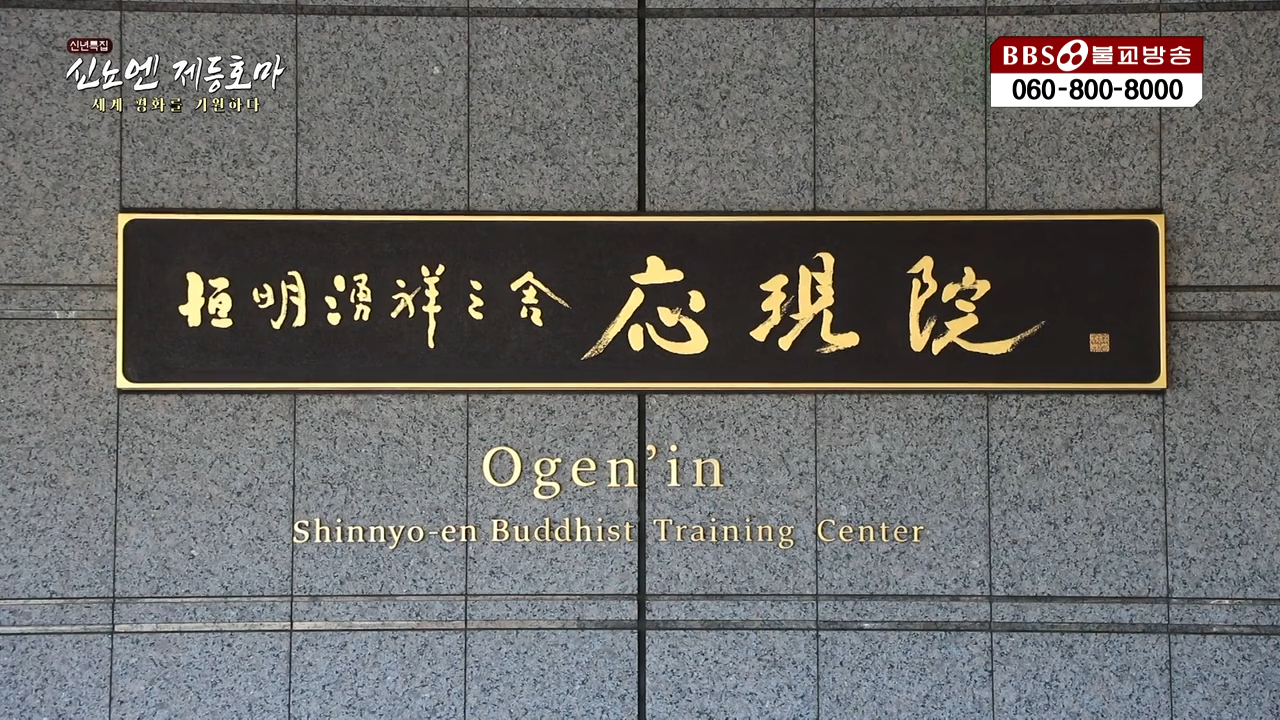 신년특집
신뇨엔 제등호마
세계 평화를 기원하다
BBS 불교방송
060-800-8000
恒明湧祥之舎 応現院
Ogen'in
Shinnyo-en Buddhist Training Center